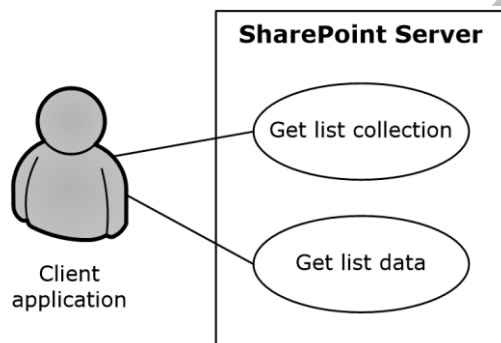 SharePoint Server
Get list collection
Get list data
Client
application